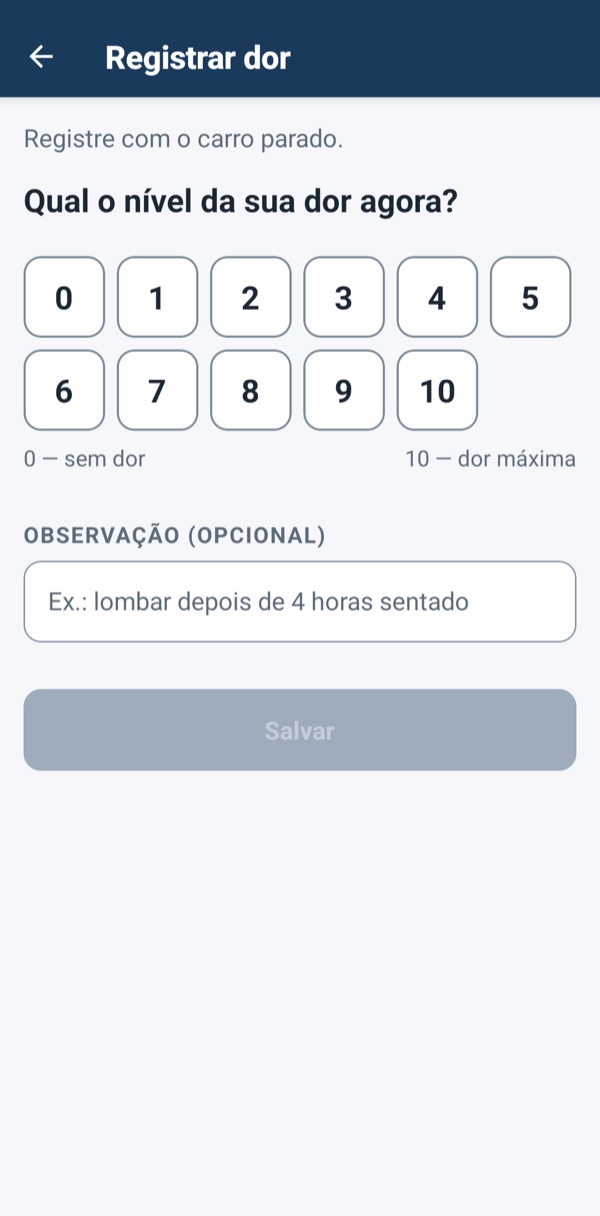 Registrar dor
Registre com o carro parado.
Qual o nível da sua dor agora?
0 1 2 3 4 5
6 7 8 9 10
0 — sem dor 10 — dor máxima
OBSERVAÇÃO (OPCIONAL)
Ex.: lombar depois de 4 horas sentado
Salvar